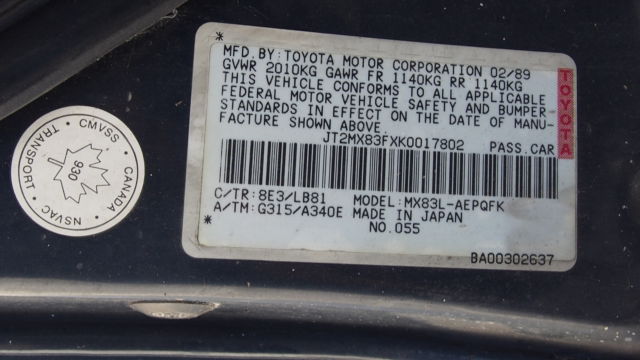 * MFD.BY:TOYOTA MOTOR CORPORATION 02/89
GVWR 2010KG GAWR FR 1140KG RR 1140KG
THIS VEHICLE CONFORMS TO ALL APPLICABLE
FEDERAL MOTOR VEHICLE SAFETY AND BUMPER
STANDARDS IN EFFECT ON THE DATE OF MANU-
FACTURE SHOWN ABOVE.
JT2MX83FXK0017802 PASS.CAR
TOYOTA
C/TR:8E3/LB81 MODEL:MX83L-AEPQFK
* A/TM:G315/A340E MADE IN JAPAN
NO.055
BA00302637
TRANSPORT • CMVSS • CANADA • NSVAC •
930